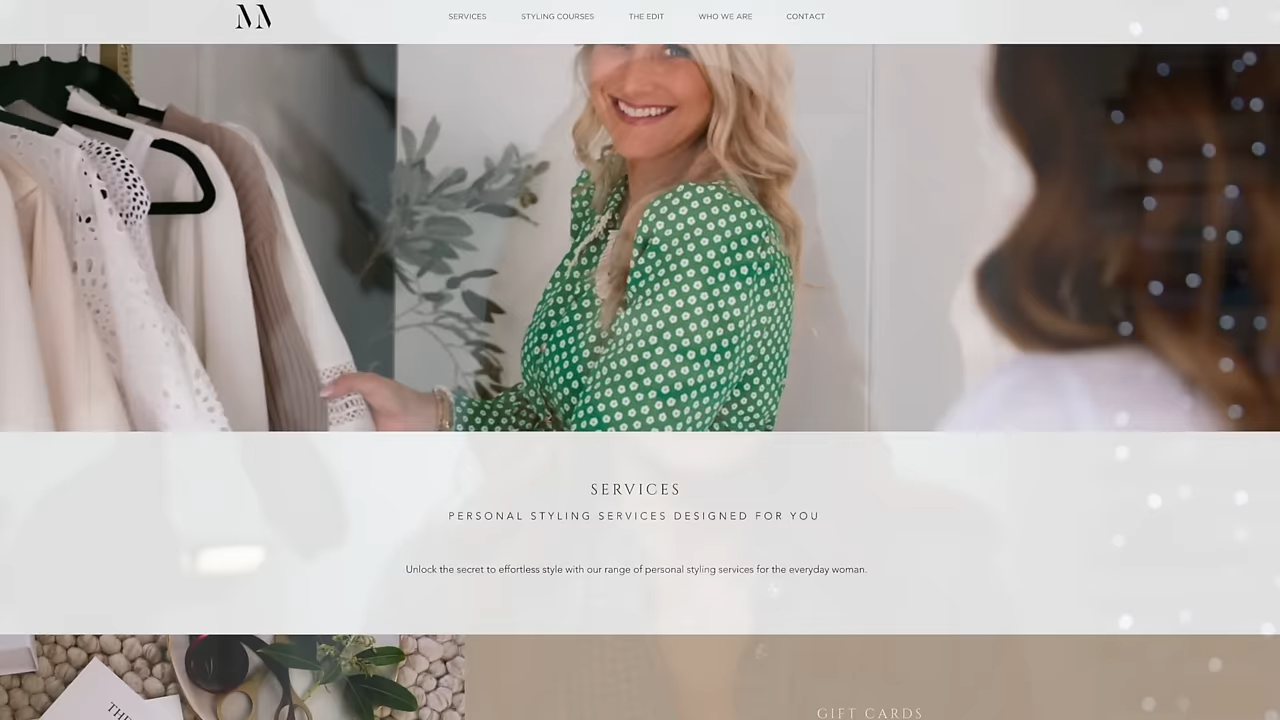 SERVICES STYLING COURSES THE EDIT WHO WE ARE CONTACT
SERVICES
PERSONAL STYLING SERVICES DESIGNED FOR YOU
Unlock the secret to effortless style with our range of personal styling services for the everyday woman.
THE
GIFT CARDS